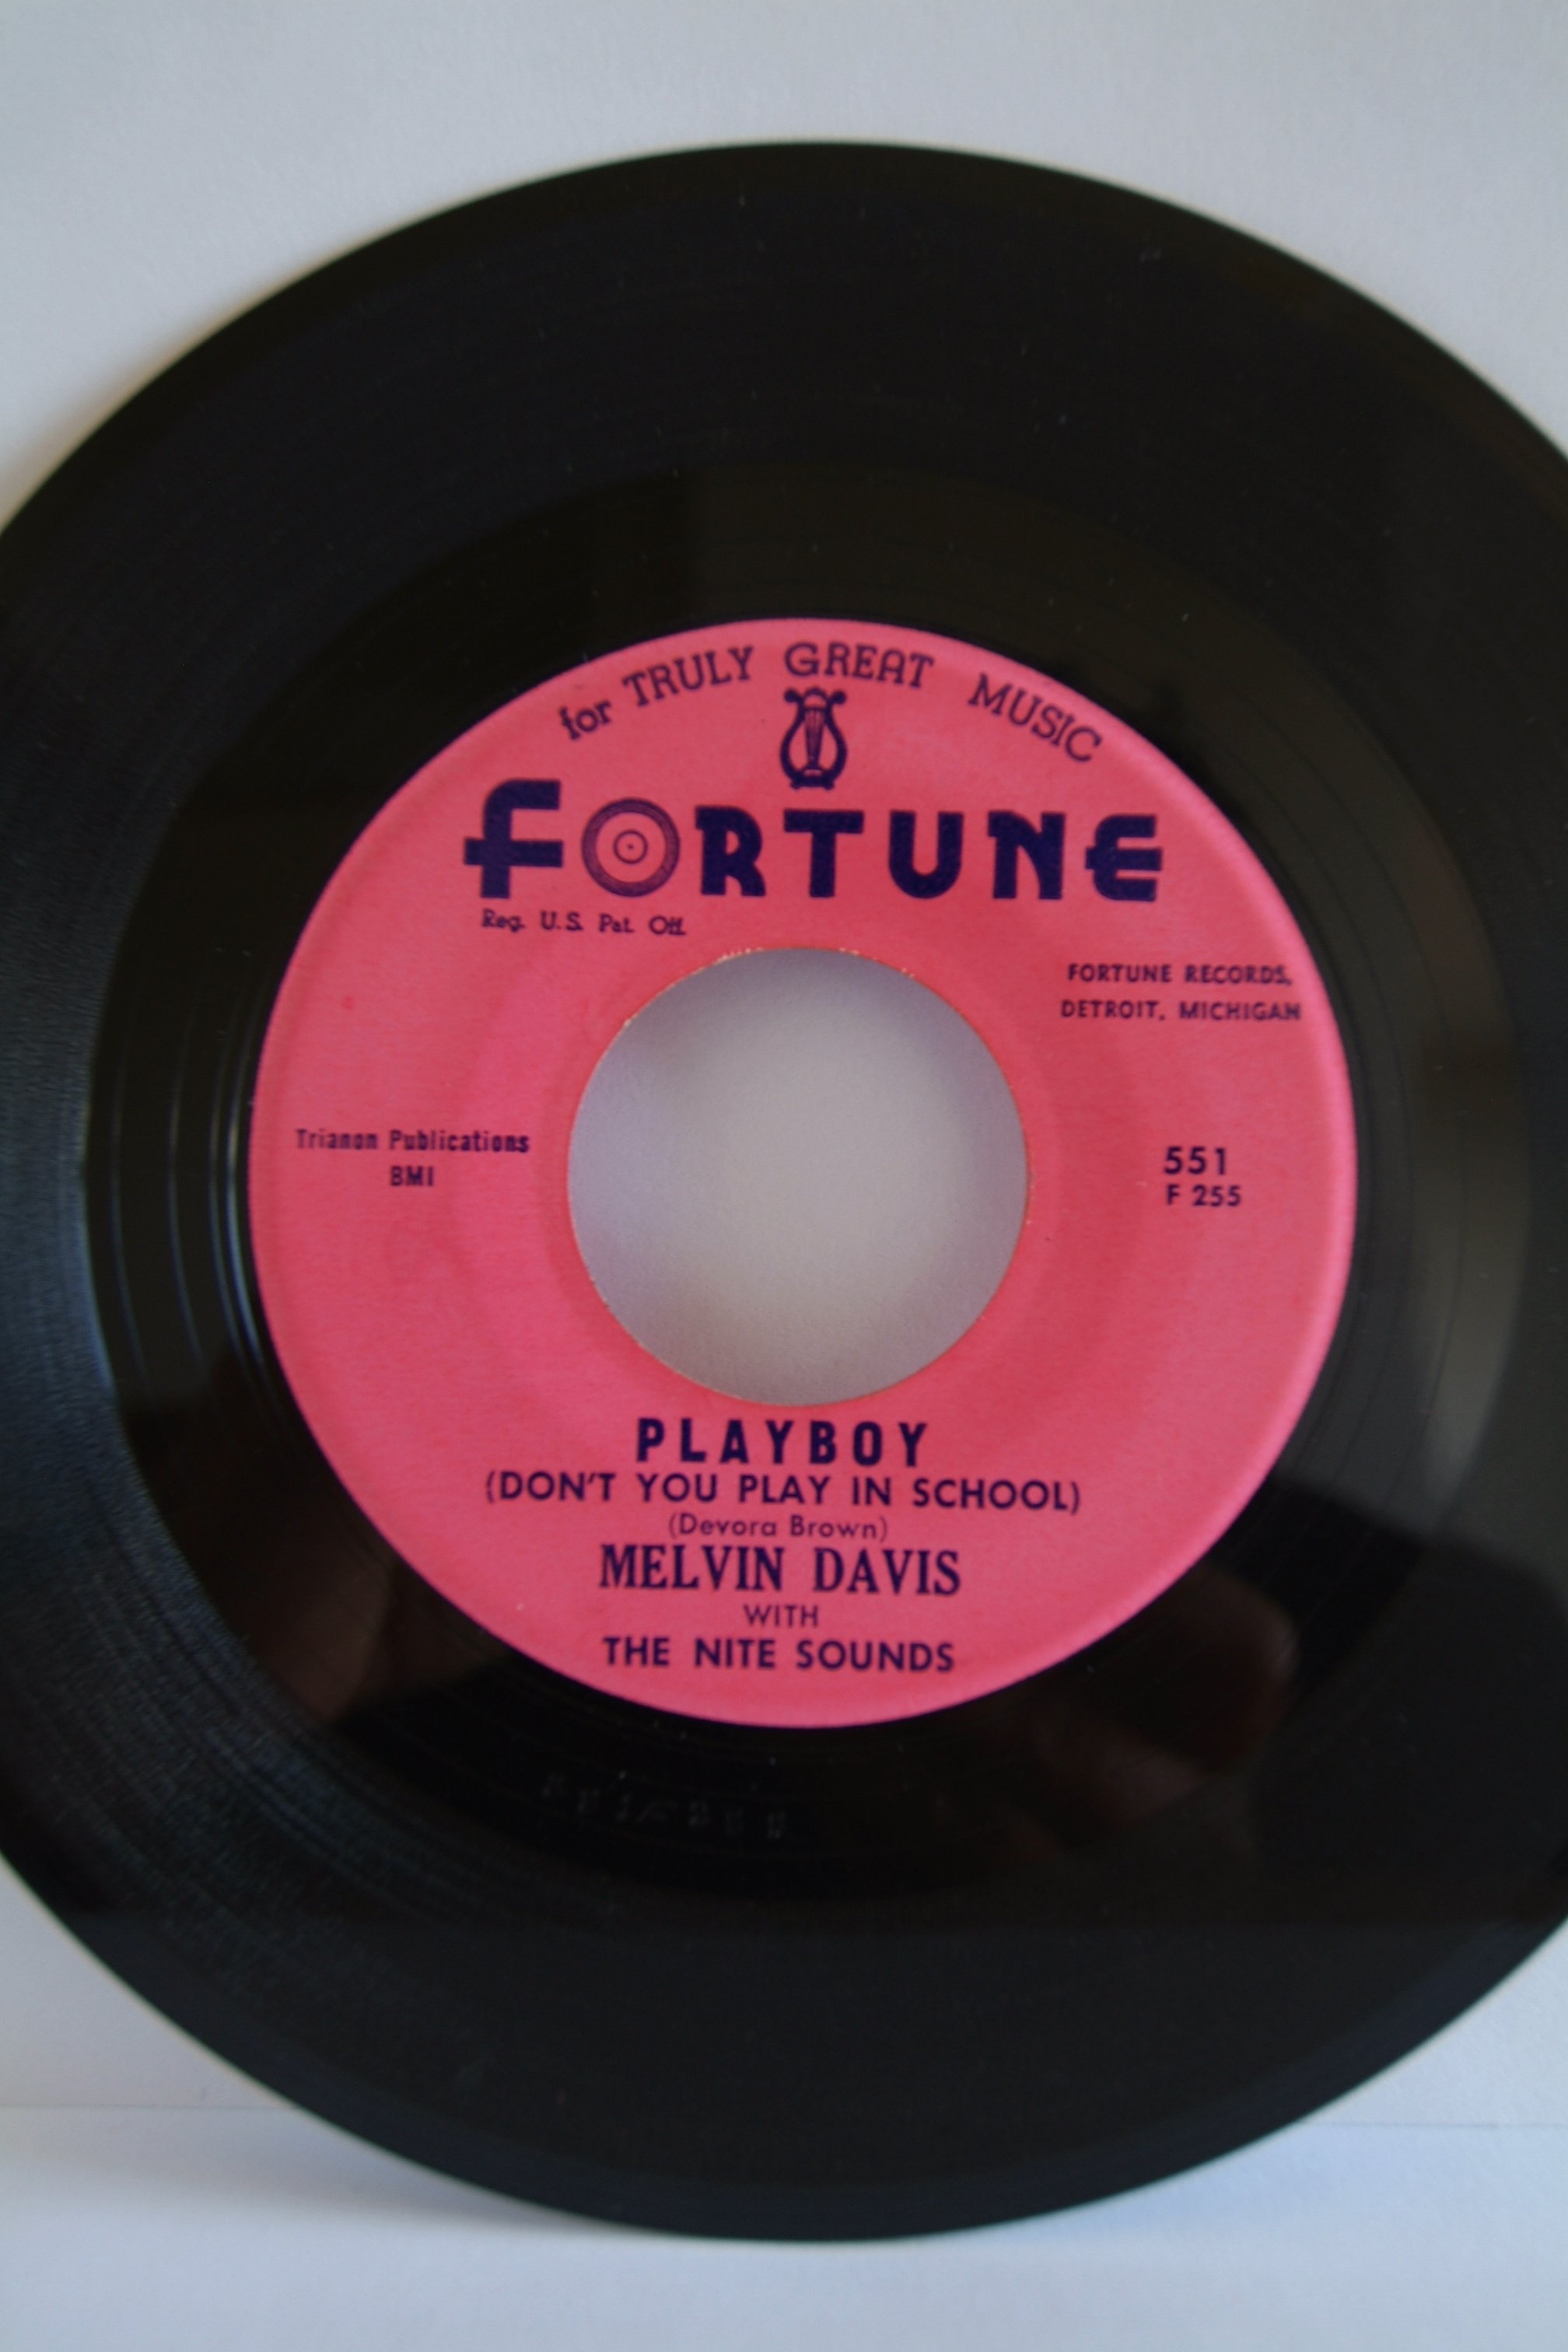 for TRULY GREAT MUSIC
FORTUNE
Reg. U.S. Pat. Off.
FORTUNE RECORDS,
DETROIT, MICHIGAN
Trianon Publications
BMI
551
F 255
PLAYBOY
(DON'T YOU PLAY IN SCHOOL)
(Devora Brown)
MELVIN DAVIS
WITH
THE NITE SOUNDS